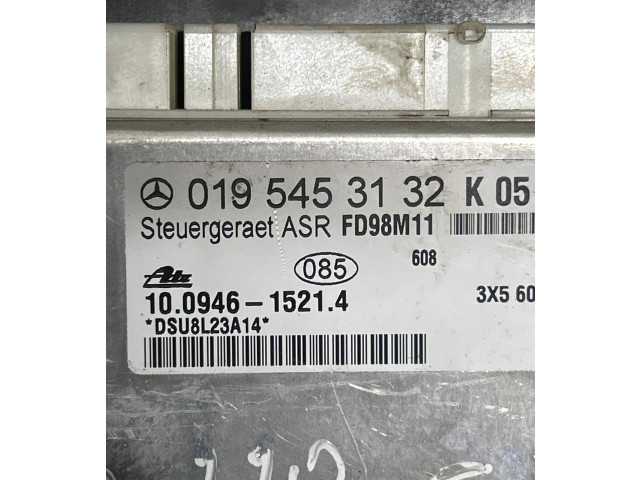 019 545 31 32 K 05
Steuergeraet ASR FD98M11
Ate 085 608
10.0946-1521.4 3X5 60
*DSU8L23A14*